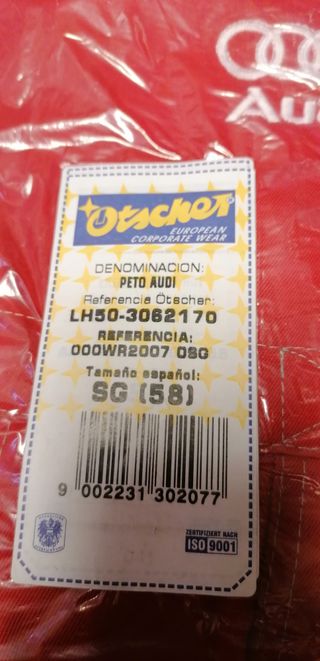 Au
Ötscher
EUROPEAN
CORPORATE WEAR
DENOMINACION:
PETO AUDI
Referencia Ötscher:
LH50-3062170
REFERENCIA:
000WR2007 0SG
Tamaño español:
SG (58)
9 002231 302077
ZERTIFIZIERT NACH
ISO 9001